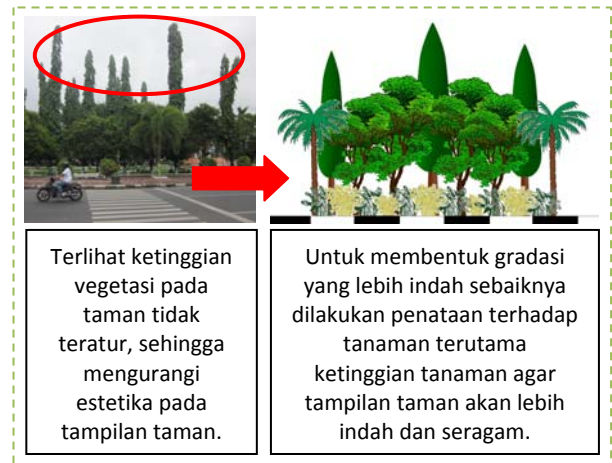 Terlihat ketinggian
vegetasi pada
taman tidak
teratur, sehingga
mengurangi
estetika pada
tampilan taman.
Untuk membentuk gradasi
yang lebih indah sebaiknya
dilakukan penataan terhadap
tanaman terutama
ketinggian tanaman agar
tampilan taman akan lebih
indah dan seragam.